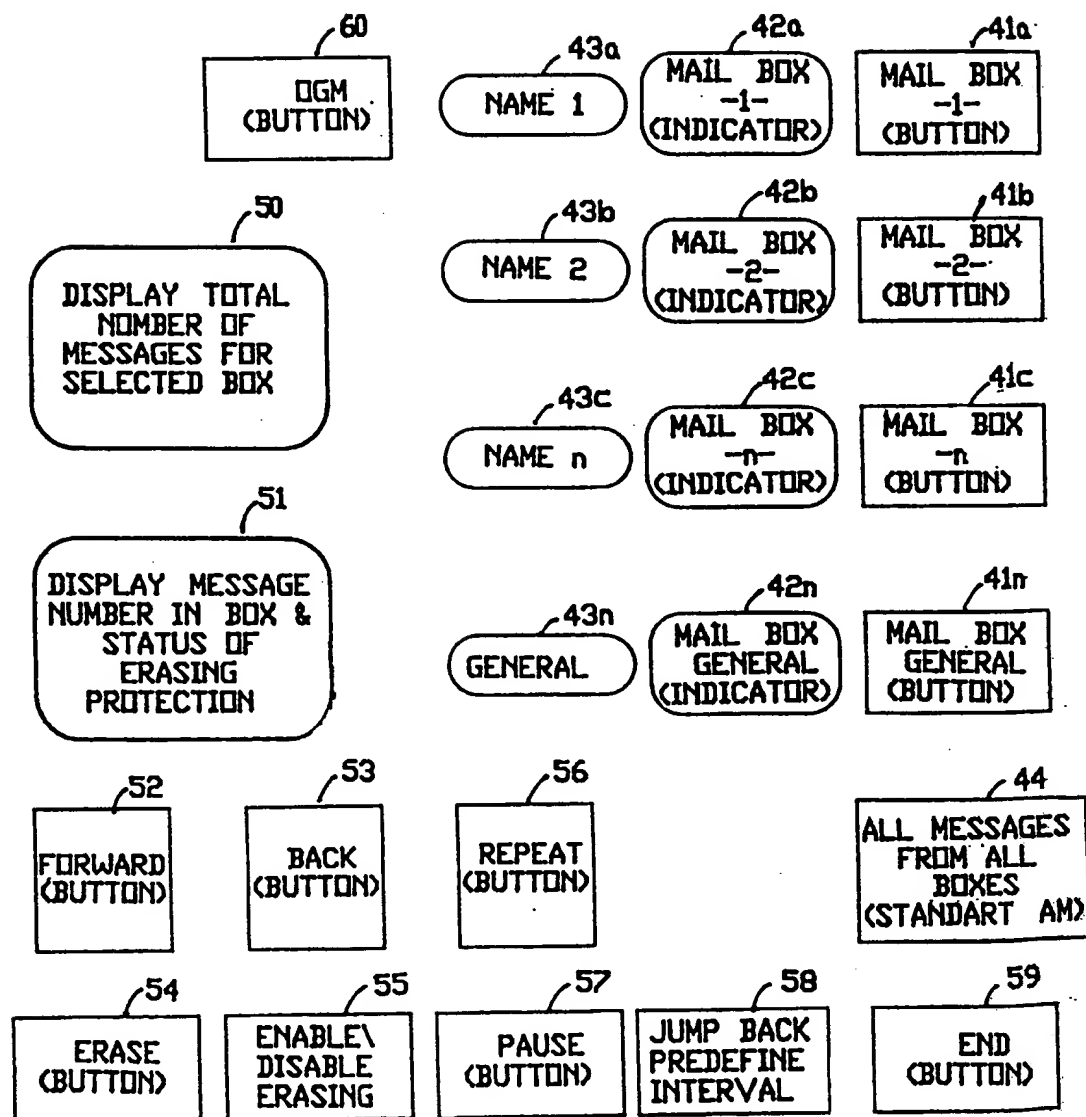 60
OGM
(BUTTON)
43a
NAME 1
42a
MAIL BOX
-1-
(INDICATOR)
41a
MAIL BOX
-1-
(BUTTON)
50
DISPLAY TOTAL
NOMBER OF
MESSAGES FOR
SELECTED BOX
43b
NAME 2
42b
MAIL BOX
-2-
(INDICATOR)
41b
MAIL BOX
-2-
(BUTTON)
43c
NAME n
42c
MAIL BOX
-n-
(INDICATOR)
41c
MAIL BOX
-n
(BUTTON)
51
DISPLAY MESSAGE
NUMBER IN BOX &
STATUS OF
ERASING
PROTECTION
43n
GENERAL
42n
MAIL BOX
GENERAL
(INDICATOR)
41n
MAIL BOX
GENERAL
(BUTTON)
52
FORWARD
(BUTTON)
53
BACK
(BUTTON)
56
REPEAT
(BUTTON)
44
ALL MESSAGES
FROM ALL
BOXES
(STANDART AM)
54
ERASE
(BUTTON)
55
ENABLE\
DISABLE
ERASING
57
PAUSE
(BUTTON)
58
JUMP BACK
PREDEFINE
INTERVAL
59
END
(BUTTON)